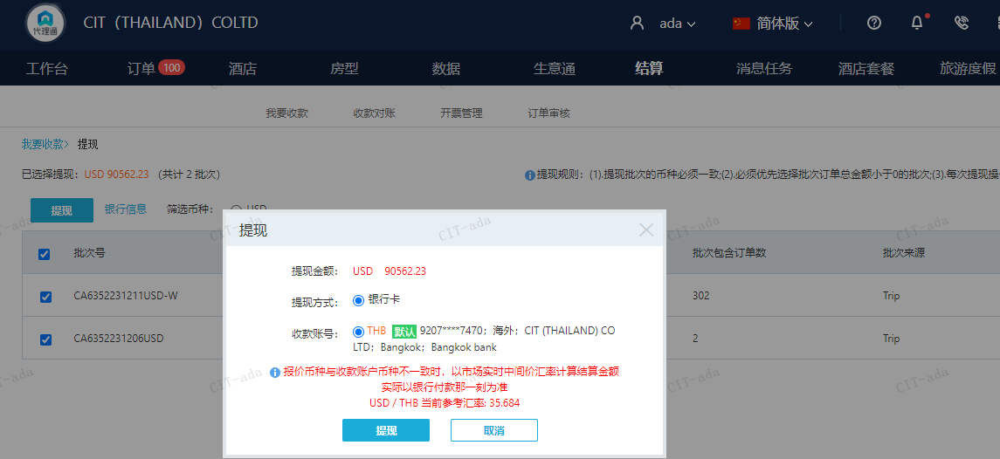 代理通
CIT（THAILAND）COLTD
ada
简体版
工作台
订单 100
酒店
房型
数据
生意通
结算
消息任务
酒店套餐
旅游度假
我要收款
收款对账
开票管理
订单审核
我要收款> 提现
已选择提现：USD 90562.23 （共计 2 批次）
提现规则：(1).提现批次的币种必须一致;(2).必须优先选择批次订单总金额小于0的批次;(3).每次提现操
提现
银行信息
筛选币种：
USD
批次号
批次包含订单数
批次来源
CA6352231211USD-W
302
Trip
CA6352231206USD
2
Trip
提现
提现金额： USD 90562.23
提现方式： 银行卡
收款账号： THB 默认 9207****7470；海外；CIT (THAILAND) CO
LTD；Bangkok；Bangkok bank
报价币种与收款账户币种不一致时，以市场实时中间价汇率计算结算金额
实际以银行付款那一刻为准
USD / THB 当前参考汇率: 35.684
提现
取消
CIT-ada
CIT-ada
CIT-ada
CIT-ada
CIT-ada